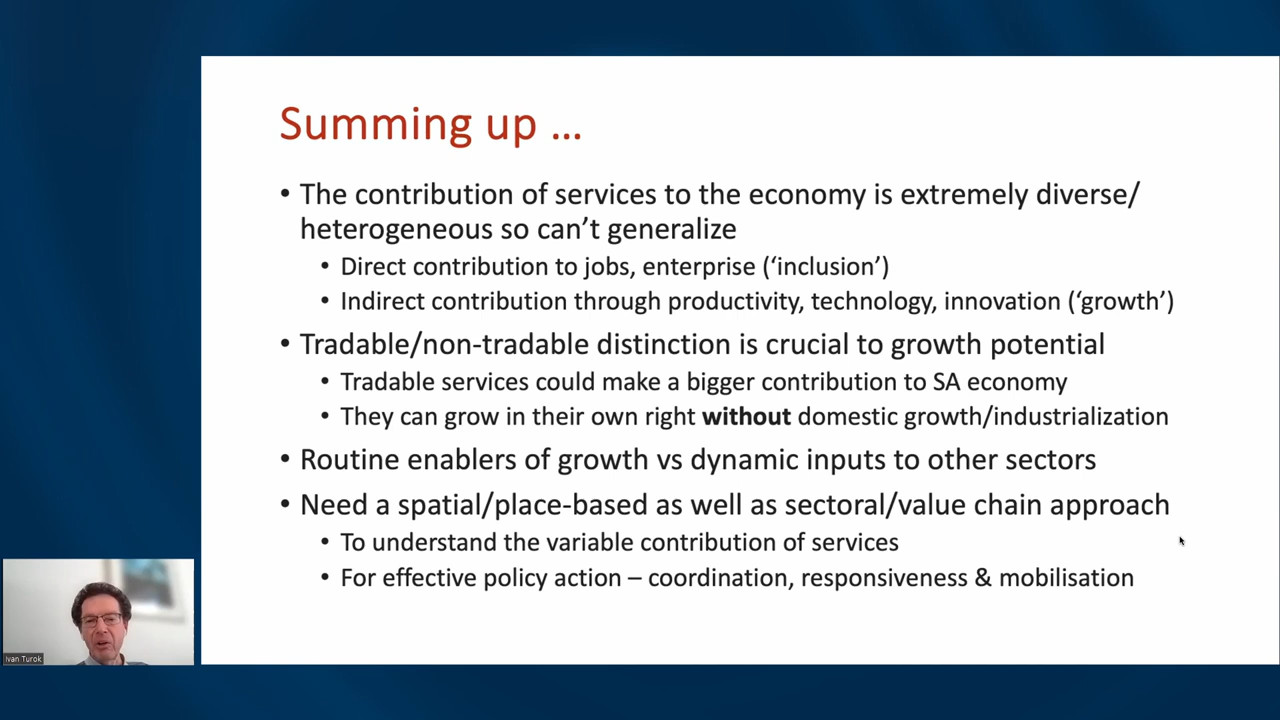 Summing up ...
• The contribution of services to the economy is extremely diverse/
heterogeneous so can't generalize
• Direct contribution to jobs, enterprise ('inclusion')
• Indirect contribution through productivity, technology, innovation ('growth')
• Tradable/non-tradable distinction is crucial to growth potential
• Tradable services could make a bigger contribution to SA economy
• They can grow in their own right without domestic growth/industrialization
• Routine enablers of growth vs dynamic inputs to other sectors
• Need a spatial/place-based as well as sectoral/value chain approach
• To understand the variable contribution of services
• For effective policy action – coordination, responsiveness & mobilisation
Ivan Turok